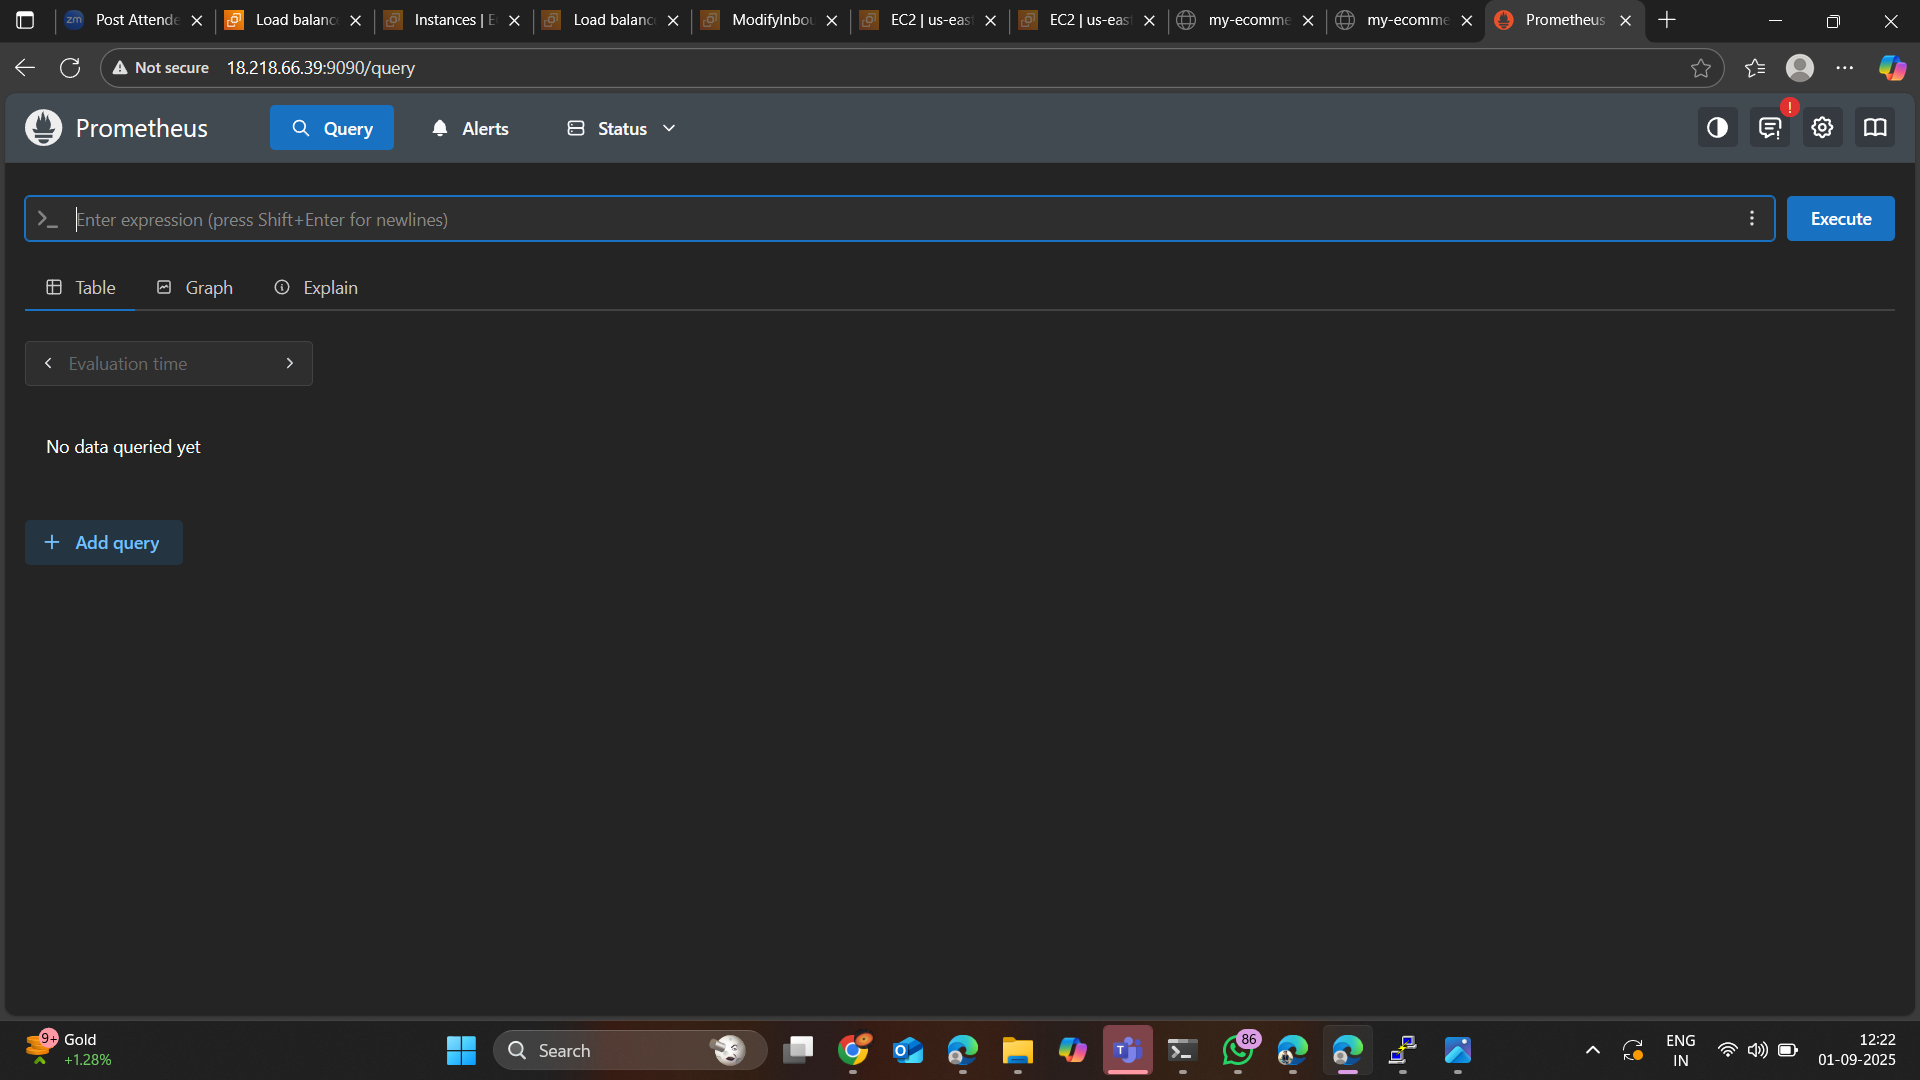 zm Post Attende
Load balanc
Instances | E
Load balanc
ModifyInbou
EC2 | us-eas
EC2 | us-eas
my-ecomme
my-ecomme
Prometheus
Not secure 18.218.66.39:9090/query
Prometheus
Query
Alerts
Status
!
>_ Enter expression (press Shift+Enter for newlines)
Execute
Table
Graph
Explain
Evaluation time
No data queried yet
+ Add query
9+
Gold
+1.28%
Search
86
ENG
IN
12:22
01-09-2025